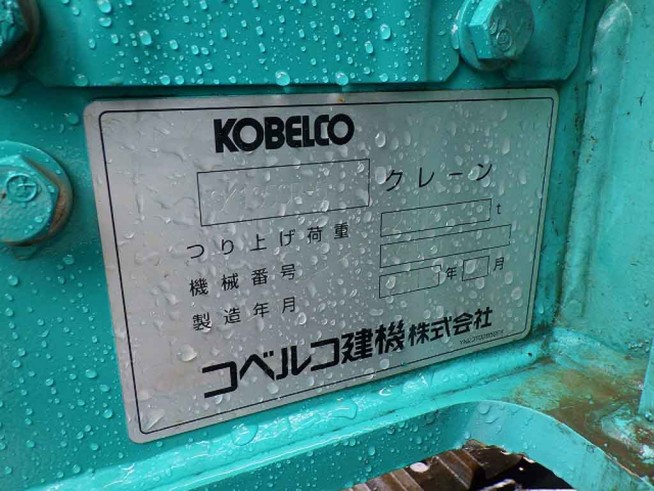 KOBELCO
クレーン
つり上げ荷重 t
機械番号
製造年月 年 月
コベルコ建機株式会社